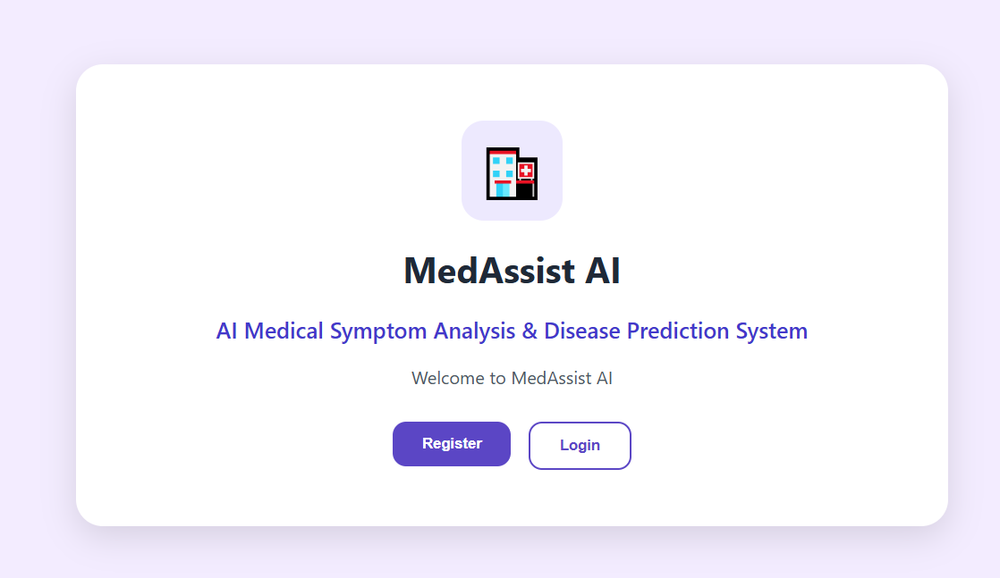 MedAssist AI
AI Medical Symptom Analysis & Disease Prediction System
Welcome to MedAssist AI
Register
Login